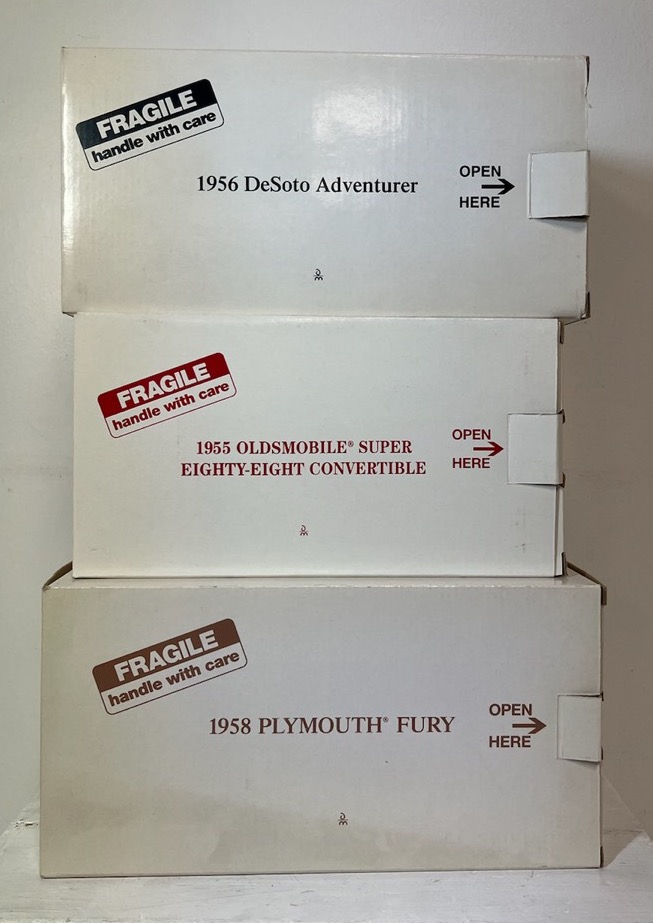 FRAGILE
handle with care
1956 DeSoto Adventurer
OPEN
HERE
FRAGILE
handle with care
1955 OLDSMOBILE® SUPER
EIGHTY-EIGHT CONVERTIBLE
OPEN
HERE
FRAGILE
handle with care
1958 PLYMOUTH® FURY
OPEN
HERE